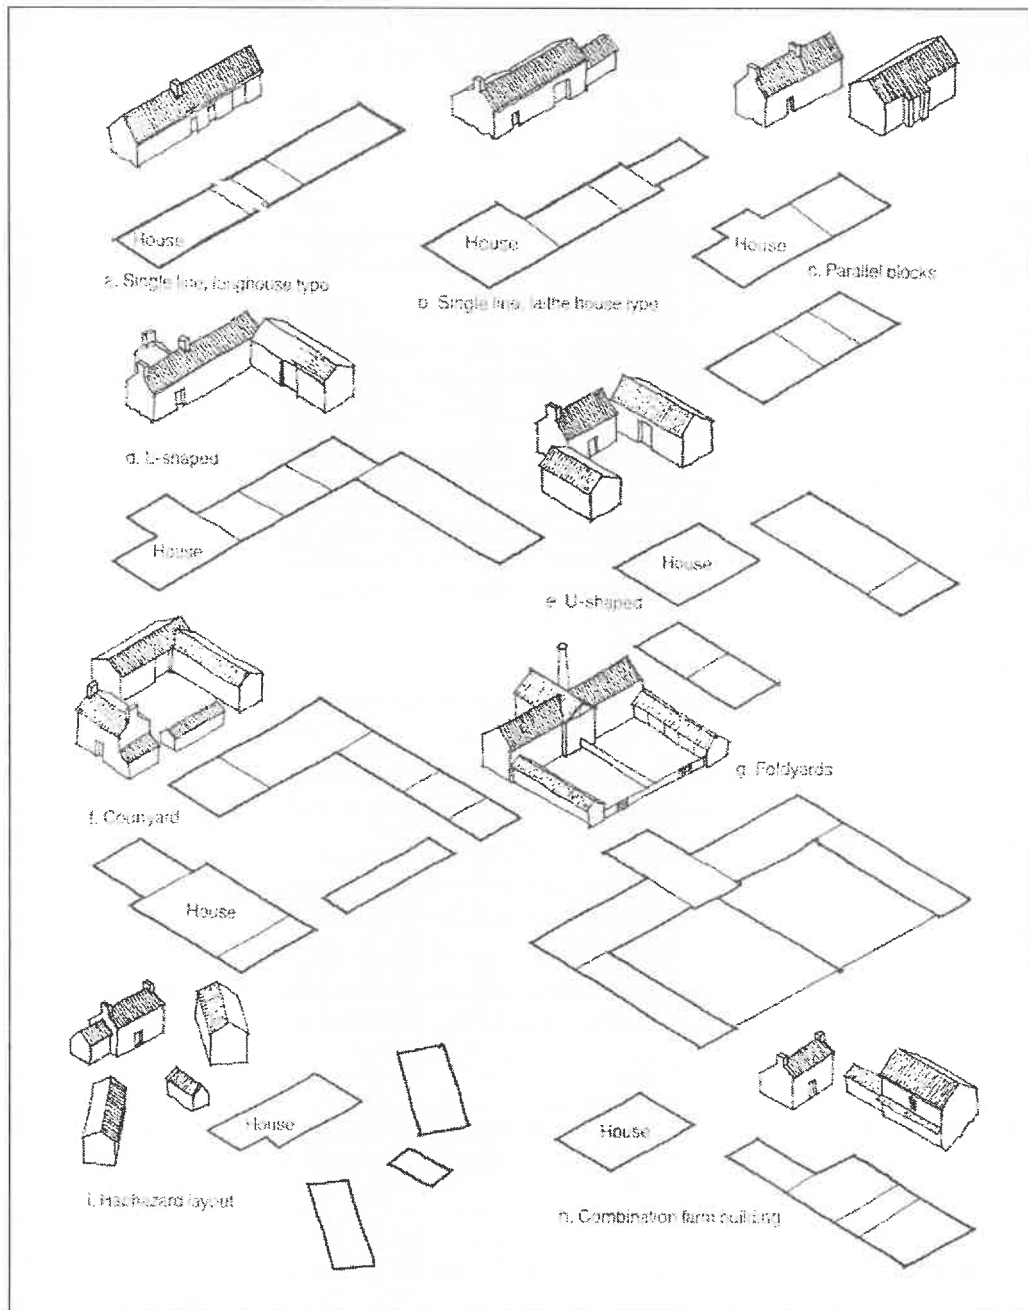 House
a. Single line, longhouse type
House
b. Single line, laithe house type
House
c. Parallel blocks
d. L-shaped
House
House
e. U-shaped
g. Foldyards
f. Courtyard
House
House
i. Haphazard layout
House
h. Combination farm building